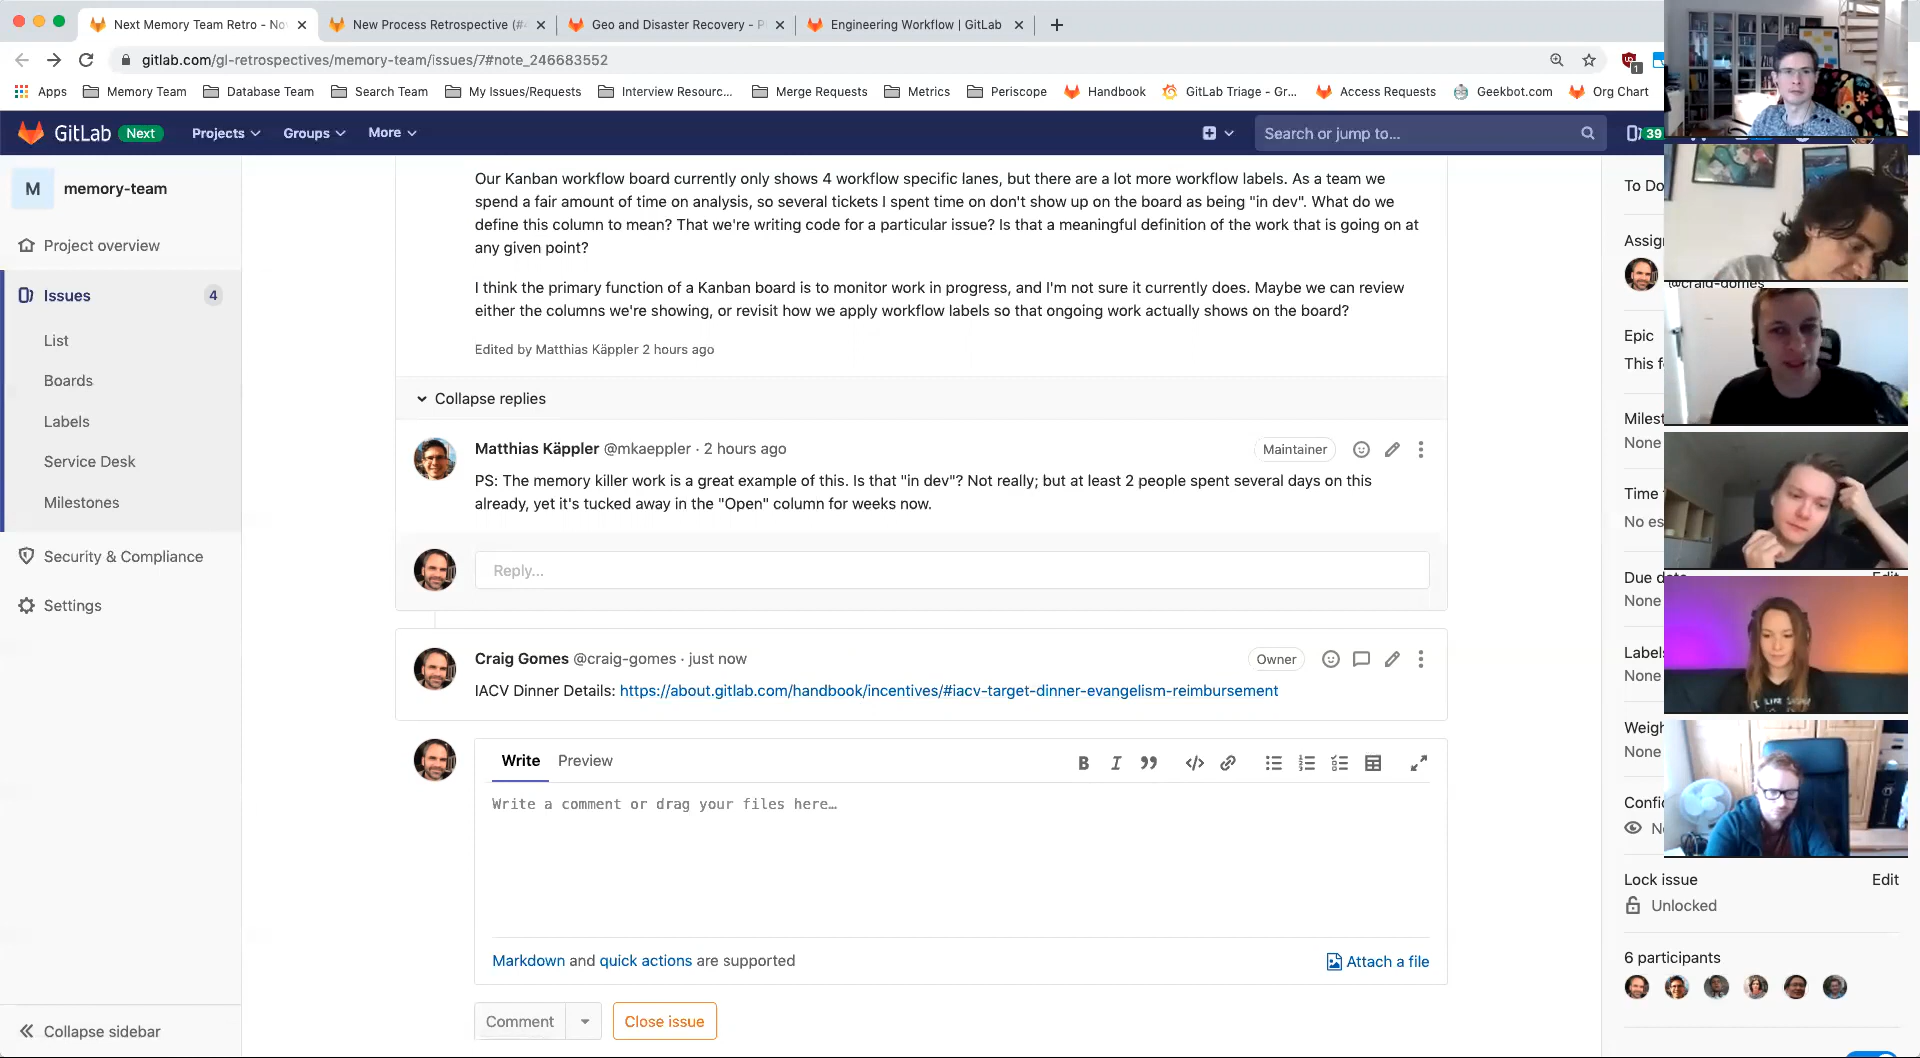 Next Memory Team Retro - No
New Process Retrospective (#
Geo and Disaster Recovery - P
Engineering Workflow | GitLab
gitlab.com/gl-retrospectives/memory-team/issues/7#note_246683552
1
Apps
Memory Team
Database Team
Search Team
My Issues/Requests
Interview Resourc...
Merge Requests
Metrics
Periscope
Handbook
GitLab Triage - Gr...
Access Requests
Geekbot.com
Org Chart
GitLab
Next
Projects
Groups
More
Search or jump to...
39
M
memory-team
Project overview
Issues
4
List
Boards
Labels
Service Desk
Milestones
Security & Compliance
Settings
Collapse sidebar
Our Kanban workflow board currently only shows 4 workflow specific lanes, but there are a lot more workflow labels. As a team we
spend a fair amount of time on analysis, so several tickets I spent time on don't show up on the board as being "in dev". What do we
define this column to mean? That we're writing code for a particular issue? Is that a meaningful definition of the work that is going on at
any given point?
I think the primary function of a Kanban board is to monitor work in progress, and I'm not sure it currently does. Maybe we can review
either the columns we're showing, or revisit how we apply workflow labels so that ongoing work actually shows on the board?
Edited by Matthias Käppler 2 hours ago
Collapse replies
Matthias Käppler @mkaeppler · 2 hours ago
Maintainer
PS: The memory killer work is a great example of this. Is that "in dev"? Not really; but at least 2 people spent several days on this
already, yet it's tucked away in the "Open" column for weeks now.
Reply...
Craig Gomes @craig-gomes · just now
Owner
IACV Dinner Details: https://about.gitlab.com/handbook/incentives/#iacv-target-dinner-evangelism-reimbursement
Write
Preview
Write a comment or drag your files here…
Markdown and quick actions are supported
Attach a file
Comment
Close issue
To Do
Assig
@craig-gomes
Epic
This f
Milest
None
Time
No es
Due date
Edit
None
Labels
None
Weigh
None
Confid
Lock issue
Edit
Unlocked
6 participants